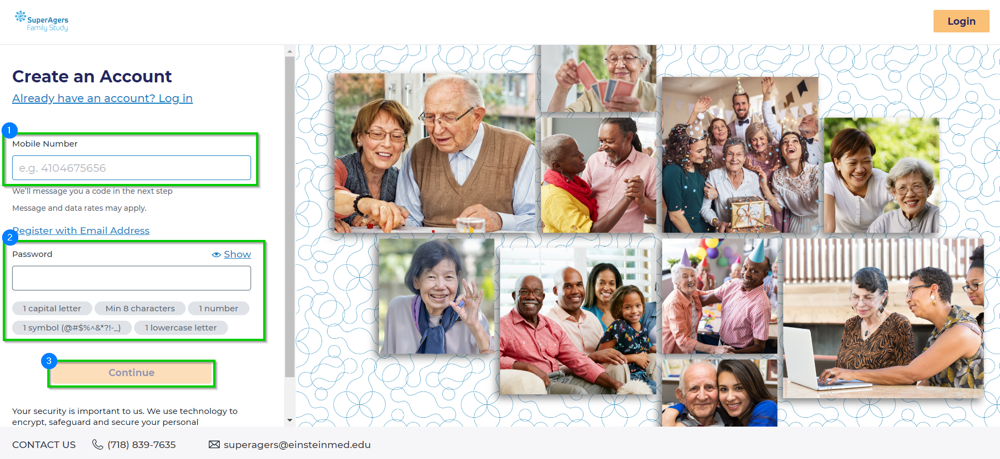 SuperAgers
Family Study
Login
Create an Account
Already have an account? Log in
1
Mobile Number
e.g. 4104675656
We'll message you a code in the next step
Message and data rates may apply.
Register with Email Address
2
Password
Show
1 capital letter
Min 8 characters
1 number
1 symbol (@#$%^&*?!-_)
1 lowercase letter
3
Continue
Your security is important to us. We use technology to
encrypt, safeguard and secure your personal
CONTACT US
(718) 839-7635
superagers@einsteinmed.edu